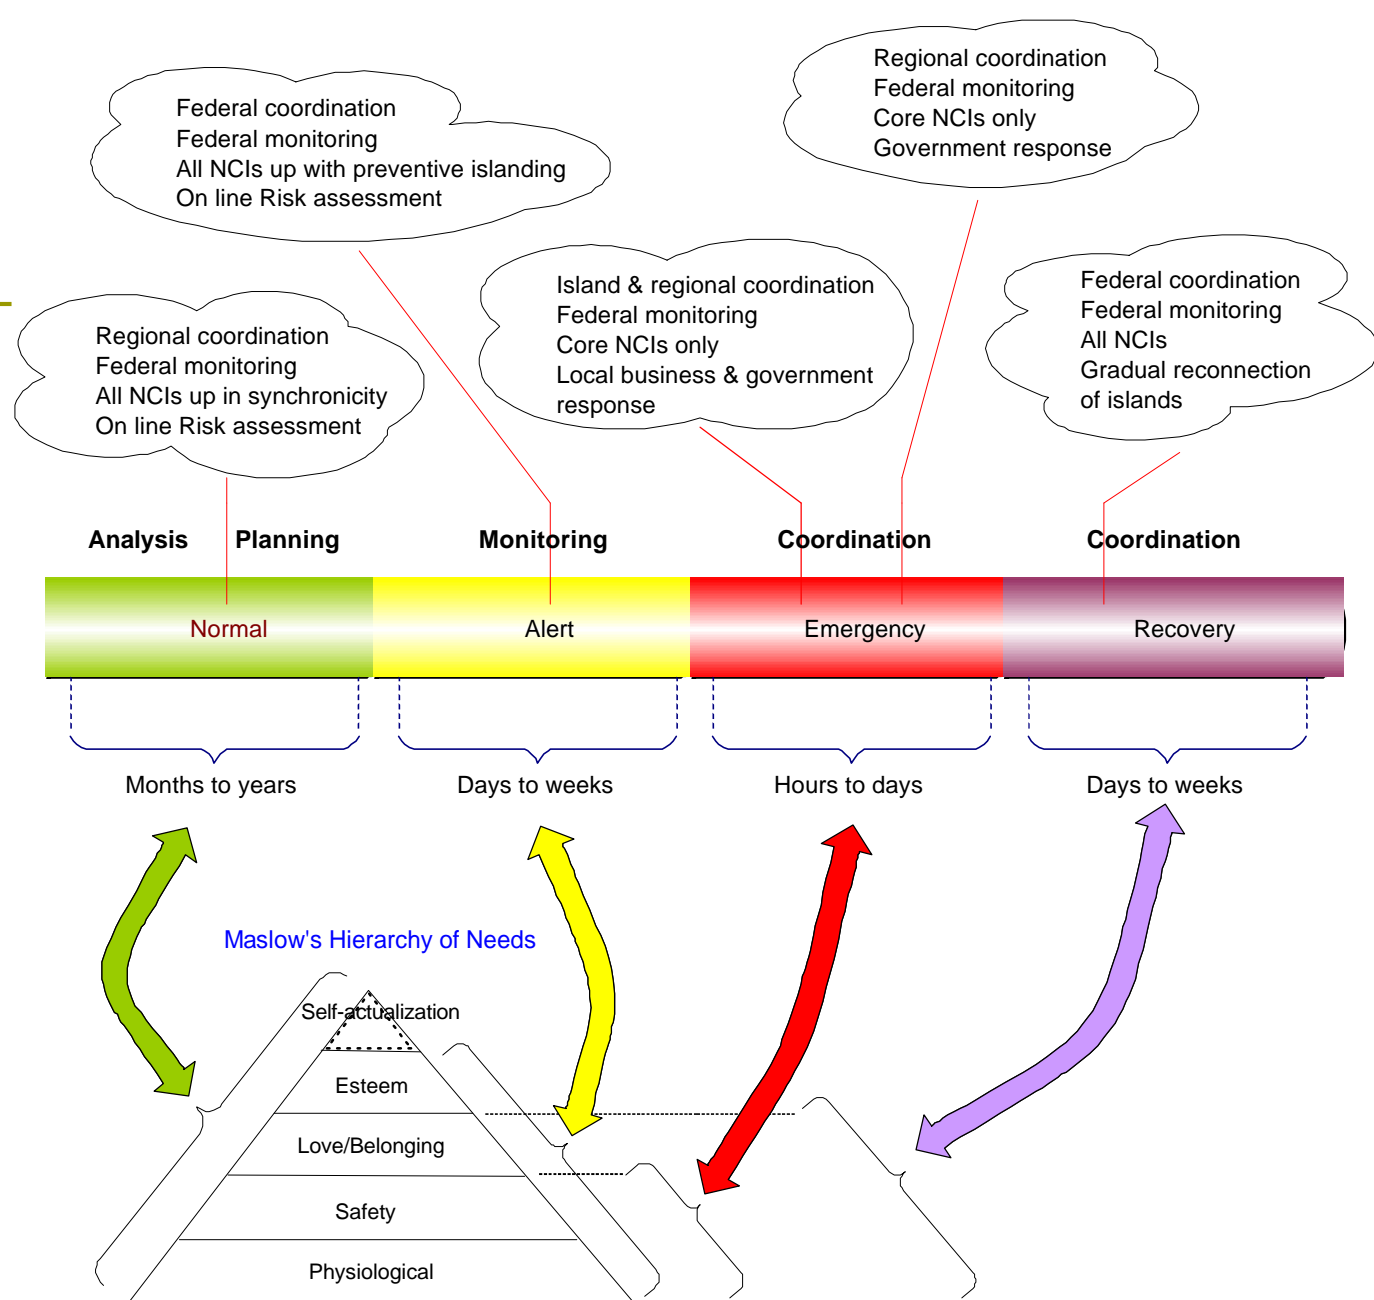 Regional coordination
Federal monitoring
Core NCIs only
Government response
Federal coordination
Federal monitoring
All NCIs up with preventive islanding
On line Risk assessment
Island & regional coordination
Federal monitoring
Core NCIs only
Local business & government
response
Federal coordination
Federal monitoring
All NCIs
Gradual reconnection
of islands
Regional coordination
Federal monitoring
All NCIs up in synchronicity
On line Risk assessment
Analysis Planning Monitoring Coordination Coordination
Normal Alert Emergency Recovery
Months to years Days to weeks Hours to days Days to weeks
Maslow's Hierarchy of Needs
Self-actualization
Esteem
Love/Belonging
Safety
Physiological